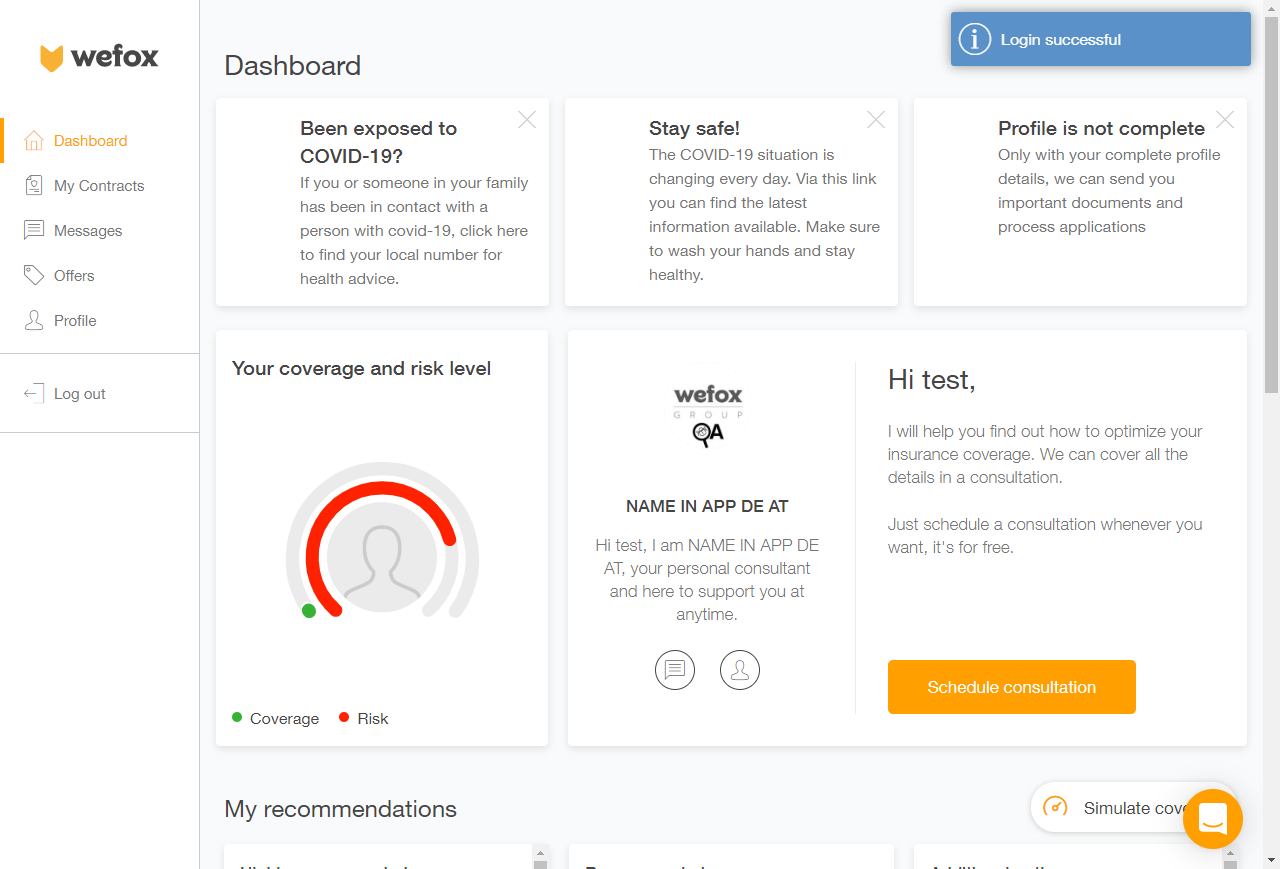 wefox
Login successful
Dashboard
Dashboard
My Contracts
Messages
Offers
Profile
Log out
Been exposed to
COVID-19?
If you or someone in your family
has been in contact with a
person with covid-19, click here
to find your local number for
health advice.
Stay safe!
The COVID-19 situation is
changing every day. Via this link
you can find the latest
information available. Make sure
to wash your hands and stay
healthy.
Profile is not complete
Only with your complete profile
details, we can send you
important documents and
process applications
Your coverage and risk level
Coverage
Risk
wefox
GROUP
QA
NAME IN APP DE AT
Hi test, I am NAME IN APP DE
AT, your personal consultant
and here to support you at
anytime.
Hi test,
I will help you find out how to optimize your
insurance coverage. We can cover all the
details in a consultation.
Just schedule a consultation whenever you
want, it's for free.
Schedule consultation
My recommendations
Simulate cove